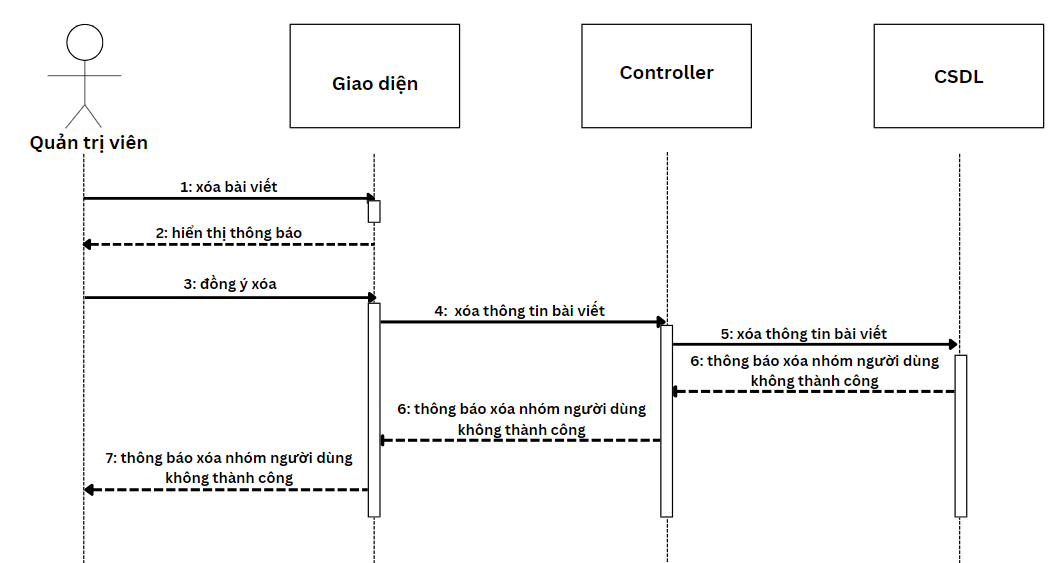 Quản trị viên
Giao diện
Controller
CSDL
1: xóa bài viết
2: hiển thị thông báo
3: đồng ý xóa
4:  xóa thông tin bài viết
5: xóa thông tin bài viết
6: thông báo xóa nhóm người dùng
không thành công
6: thông báo xóa nhóm người dùng
không thành công
7: thông báo xóa nhóm người dùng
không thành công